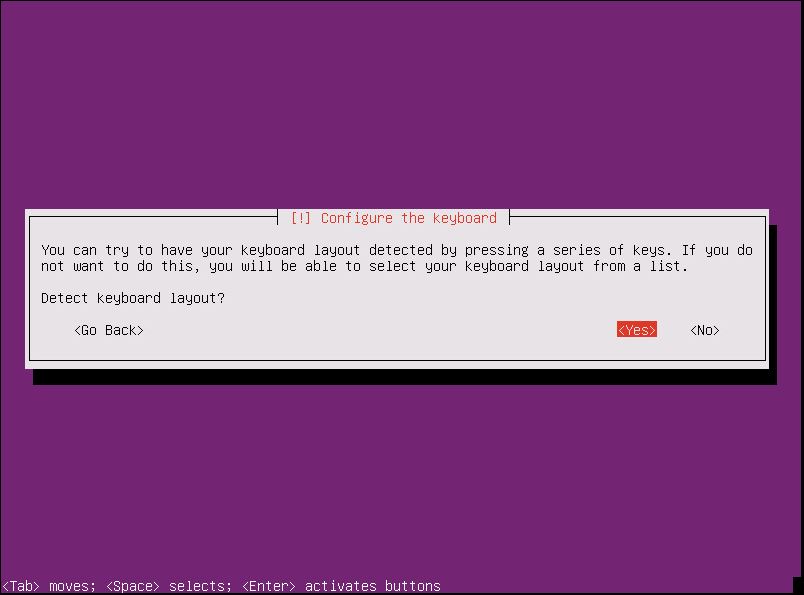 [!] Configure the keyboard
You can try to have your keyboard layout detected by pressing a series of keys. If you do
not want to do this, you will be able to select your keyboard layout from a list.
Detect keyboard layout?
<Go Back> <Yes> <No>
<Tab> moves; <Space> selects; <Enter> activates buttons